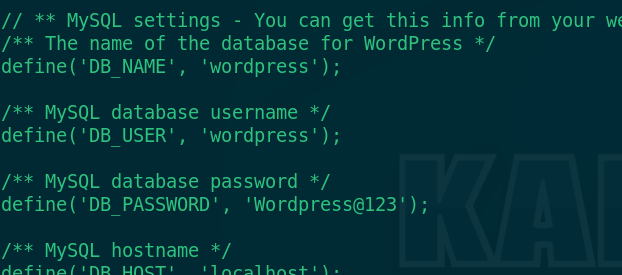 // ** MySQL settings - You can get this info from your we
/** The name of the database for WordPress */
define('DB_NAME', 'wordpress');
/** MySQL database username */
define('DB_USER', 'wordpress');
/** MySQL database password */
define('DB_PASSWORD', 'Wordpress@123');
/** MySQL hostname */
define('DB_HOST', 'localhost');
KA